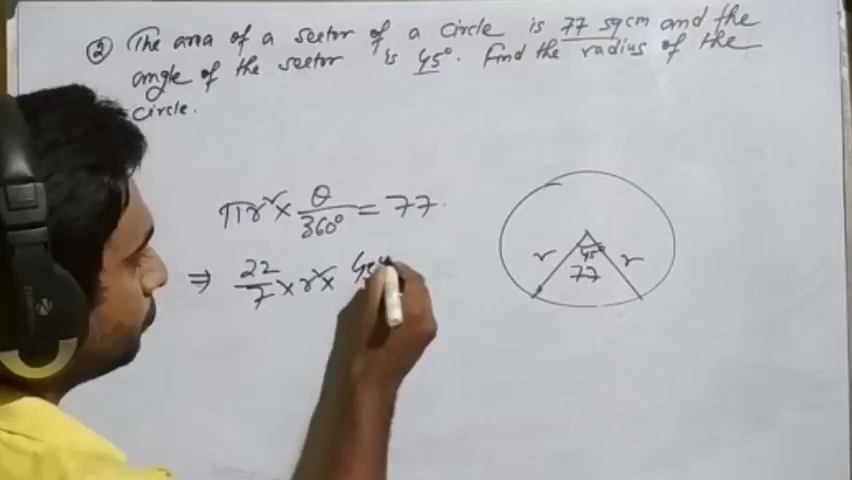 ② The area of a sector of a circle is 77 sqcm and the
angle of the sector is 45°. Find the radius of the
circle.
πr² × θ/360° = 77.
⇒ 22/7 × r² × 45°
r 45° r
77